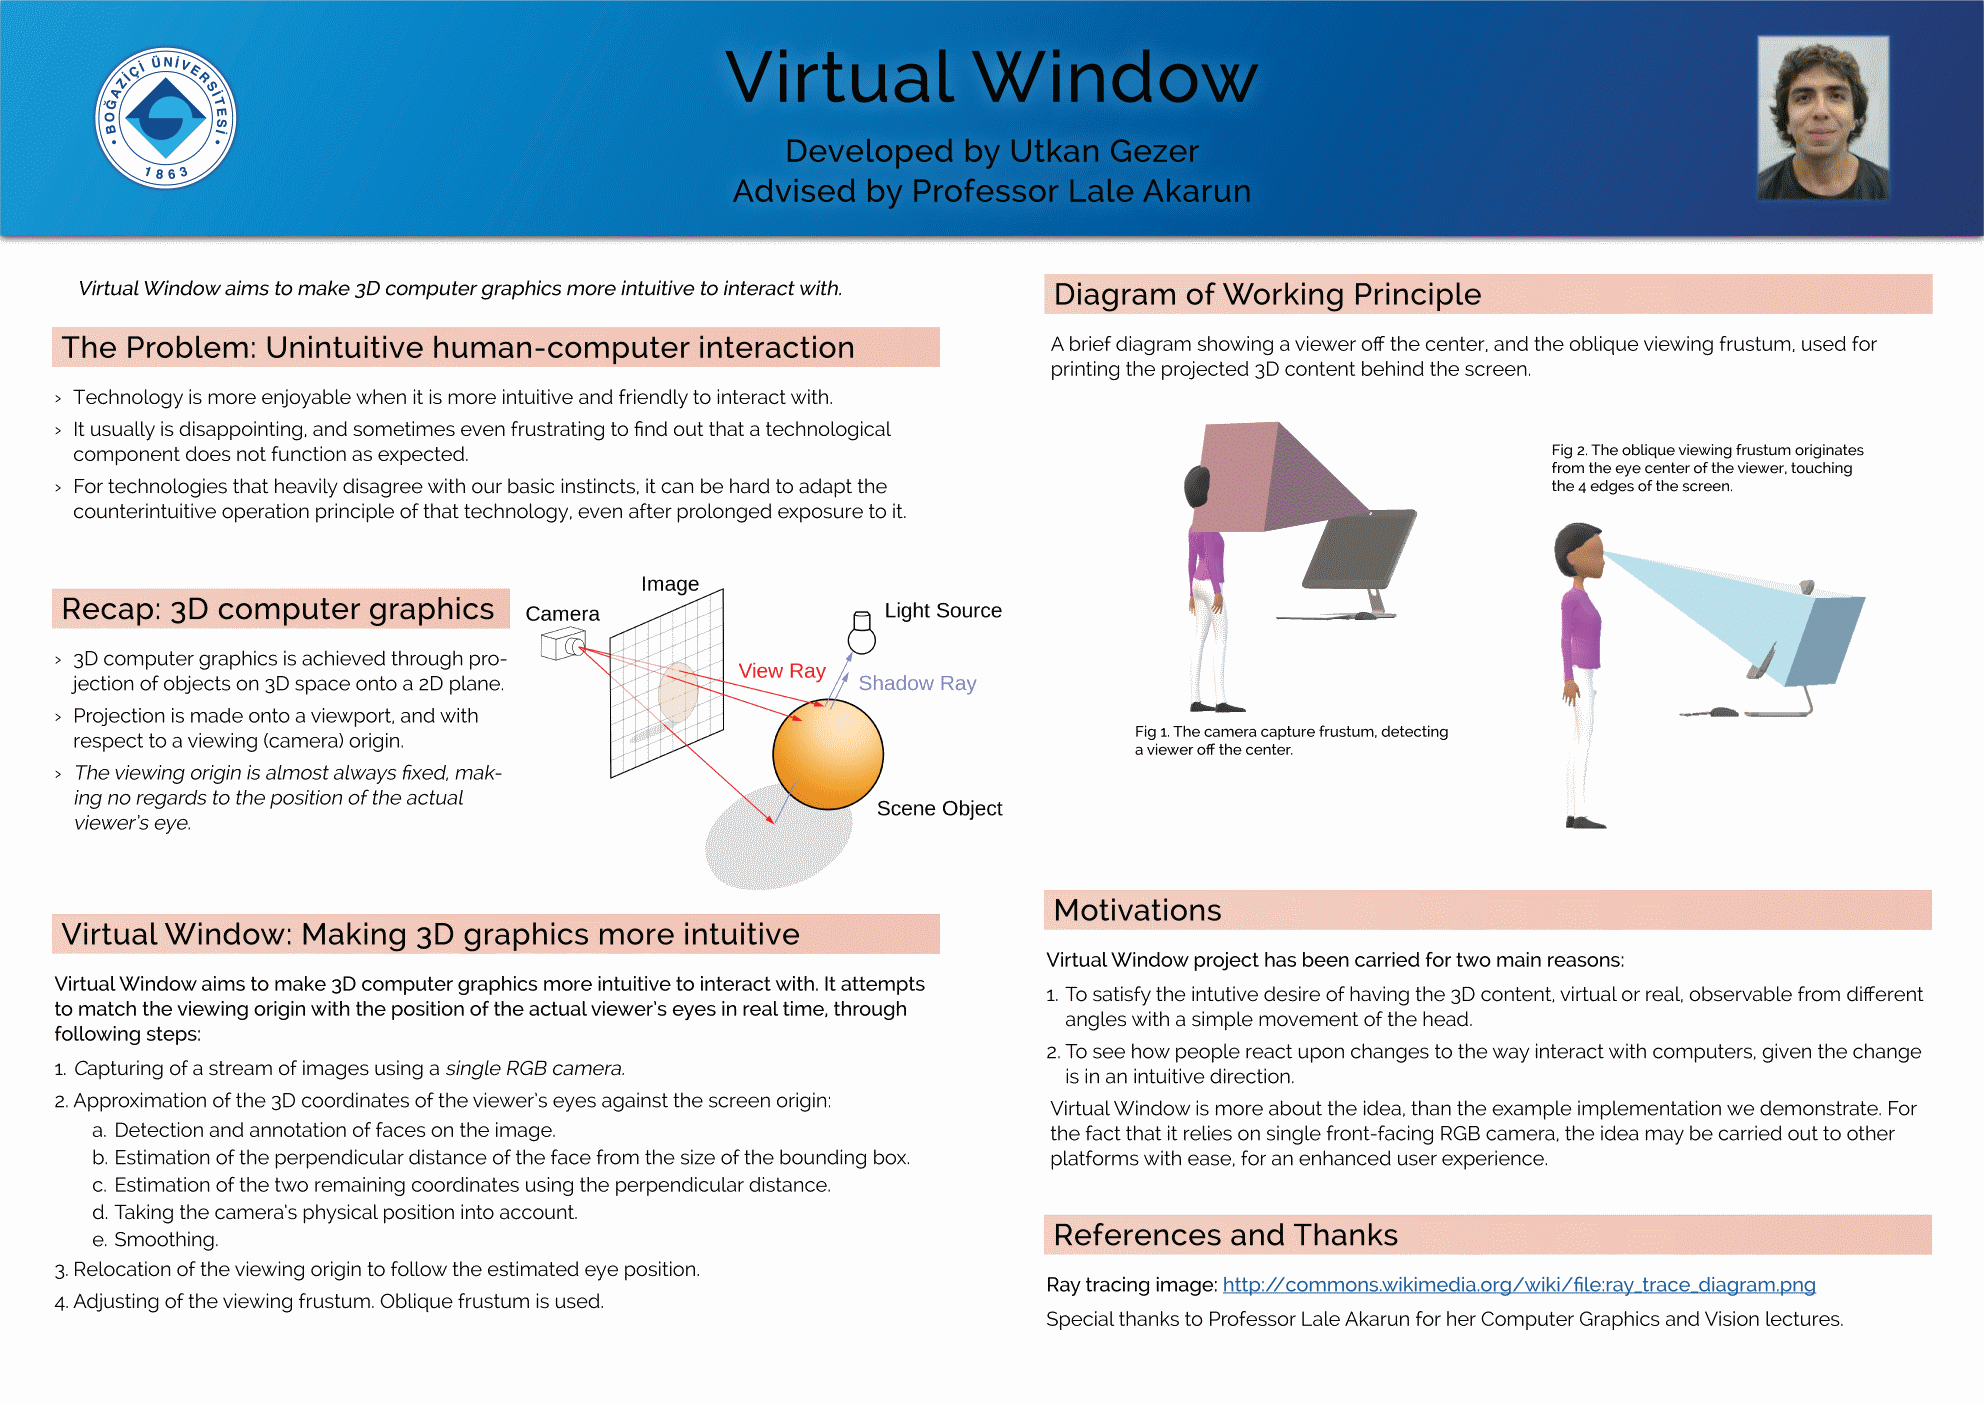 BOĞAZİÇİ ÜNİVERSİTESİ
1863
Virtual Window
Developed by Utkan Gezer
Advised by Professor Lale Akarun
Virtual Window aims to make 3D computer graphics more intuitive to interact with.
The Problem: Unintuitive human-computer interaction
› Technology is more enjoyable when it is more intuitive and friendly to interact with.
› It usually is disappointing, and sometimes even frustrating to find out that a technological
component does not function as expected.
› For technologies that heavily disagree with our basic instincts, it can be hard to adapt the
counterintuitive operation principle of that technology, even after prolonged exposure to it.
Recap: 3D computer graphics
› 3D computer graphics is achieved through pro-
jection of objects on 3D space onto a 2D plane.
› Projection is made onto a viewport, and with
respect to a viewing (camera) origin.
› The viewing origin is almost always fixed, mak-
ing no regards to the position of the actual
viewer's eye.
Image
Camera
Light Source
View Ray
Shadow Ray
Scene Object
Virtual Window: Making 3D graphics more intuitive
Virtual Window aims to make 3D computer graphics more intuitive to interact with. It attempts
to match the viewing origin with the position of the actual viewer's eyes in real time, through
following steps:
1. Capturing of a stream of images using a single RGB camera.
2. Approximation of the 3D coordinates of the viewer's eyes against the screen origin:
a. Detection and annotation of faces on the image.
b. Estimation of the perpendicular distance of the face from the size of the bounding box.
c. Estimation of the two remaining coordinates using the perpendicular distance.
d. Taking the camera's physical position into account.
e. Smoothing.
3. Relocation of the viewing origin to follow the estimated eye position.
4. Adjusting of the viewing frustum. Oblique frustum is used.
Diagram of Working Principle
A brief diagram showing a viewer off the center, and the oblique viewing frustum, used for
printing the projected 3D content behind the screen.
Fig 2. The oblique viewing frustum originates
from the eye center of the viewer, touching
the 4 edges of the screen.
Fig 1. The camera capture frustum, detecting
a viewer off the center.
Motivations
Virtual Window project has been carried for two main reasons:
1. To satisfy the intutive desire of having the 3D content, virtual or real, observable from different
angles with a simple movement of the head.
2. To see how people react upon changes to the way interact with computers, given the change
is in an intuitive direction.
Virtual Window is more about the idea, than the example implementation we demonstrate. For
the fact that it relies on single front-facing RGB camera, the idea may be carried out to other
platforms with ease, for an enhanced user experience.
References and Thanks
Ray tracing image: http://commons.wikimedia.org/wiki/file:ray_trace_diagram.png
Special thanks to Professor Lale Akarun for her Computer Graphics and Vision lectures.